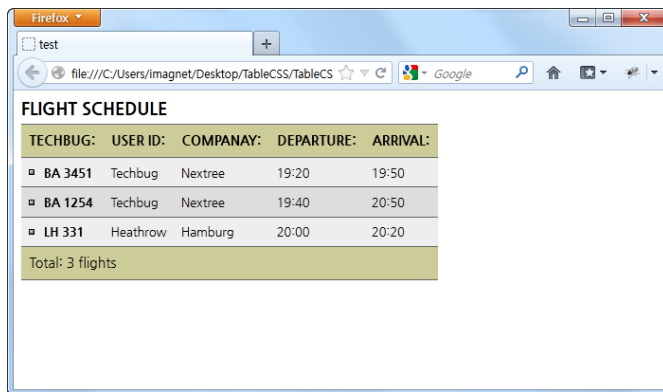 Firefox
test
file:///C:/Users/imagnet/Desktop/TableCSS/TableCS
Google
FLIGHT SCHEDULE
TECHBUG: USER ID: COMPANAY: DEPARTURE: ARRIVAL:
BA 3451 Techbug Nextree 19:20 19:50
BA 1254 Techbug Nextree 19:40 20:50
LH 331 Heathrow Hamburg 20:00 20:20
Total: 3 flights